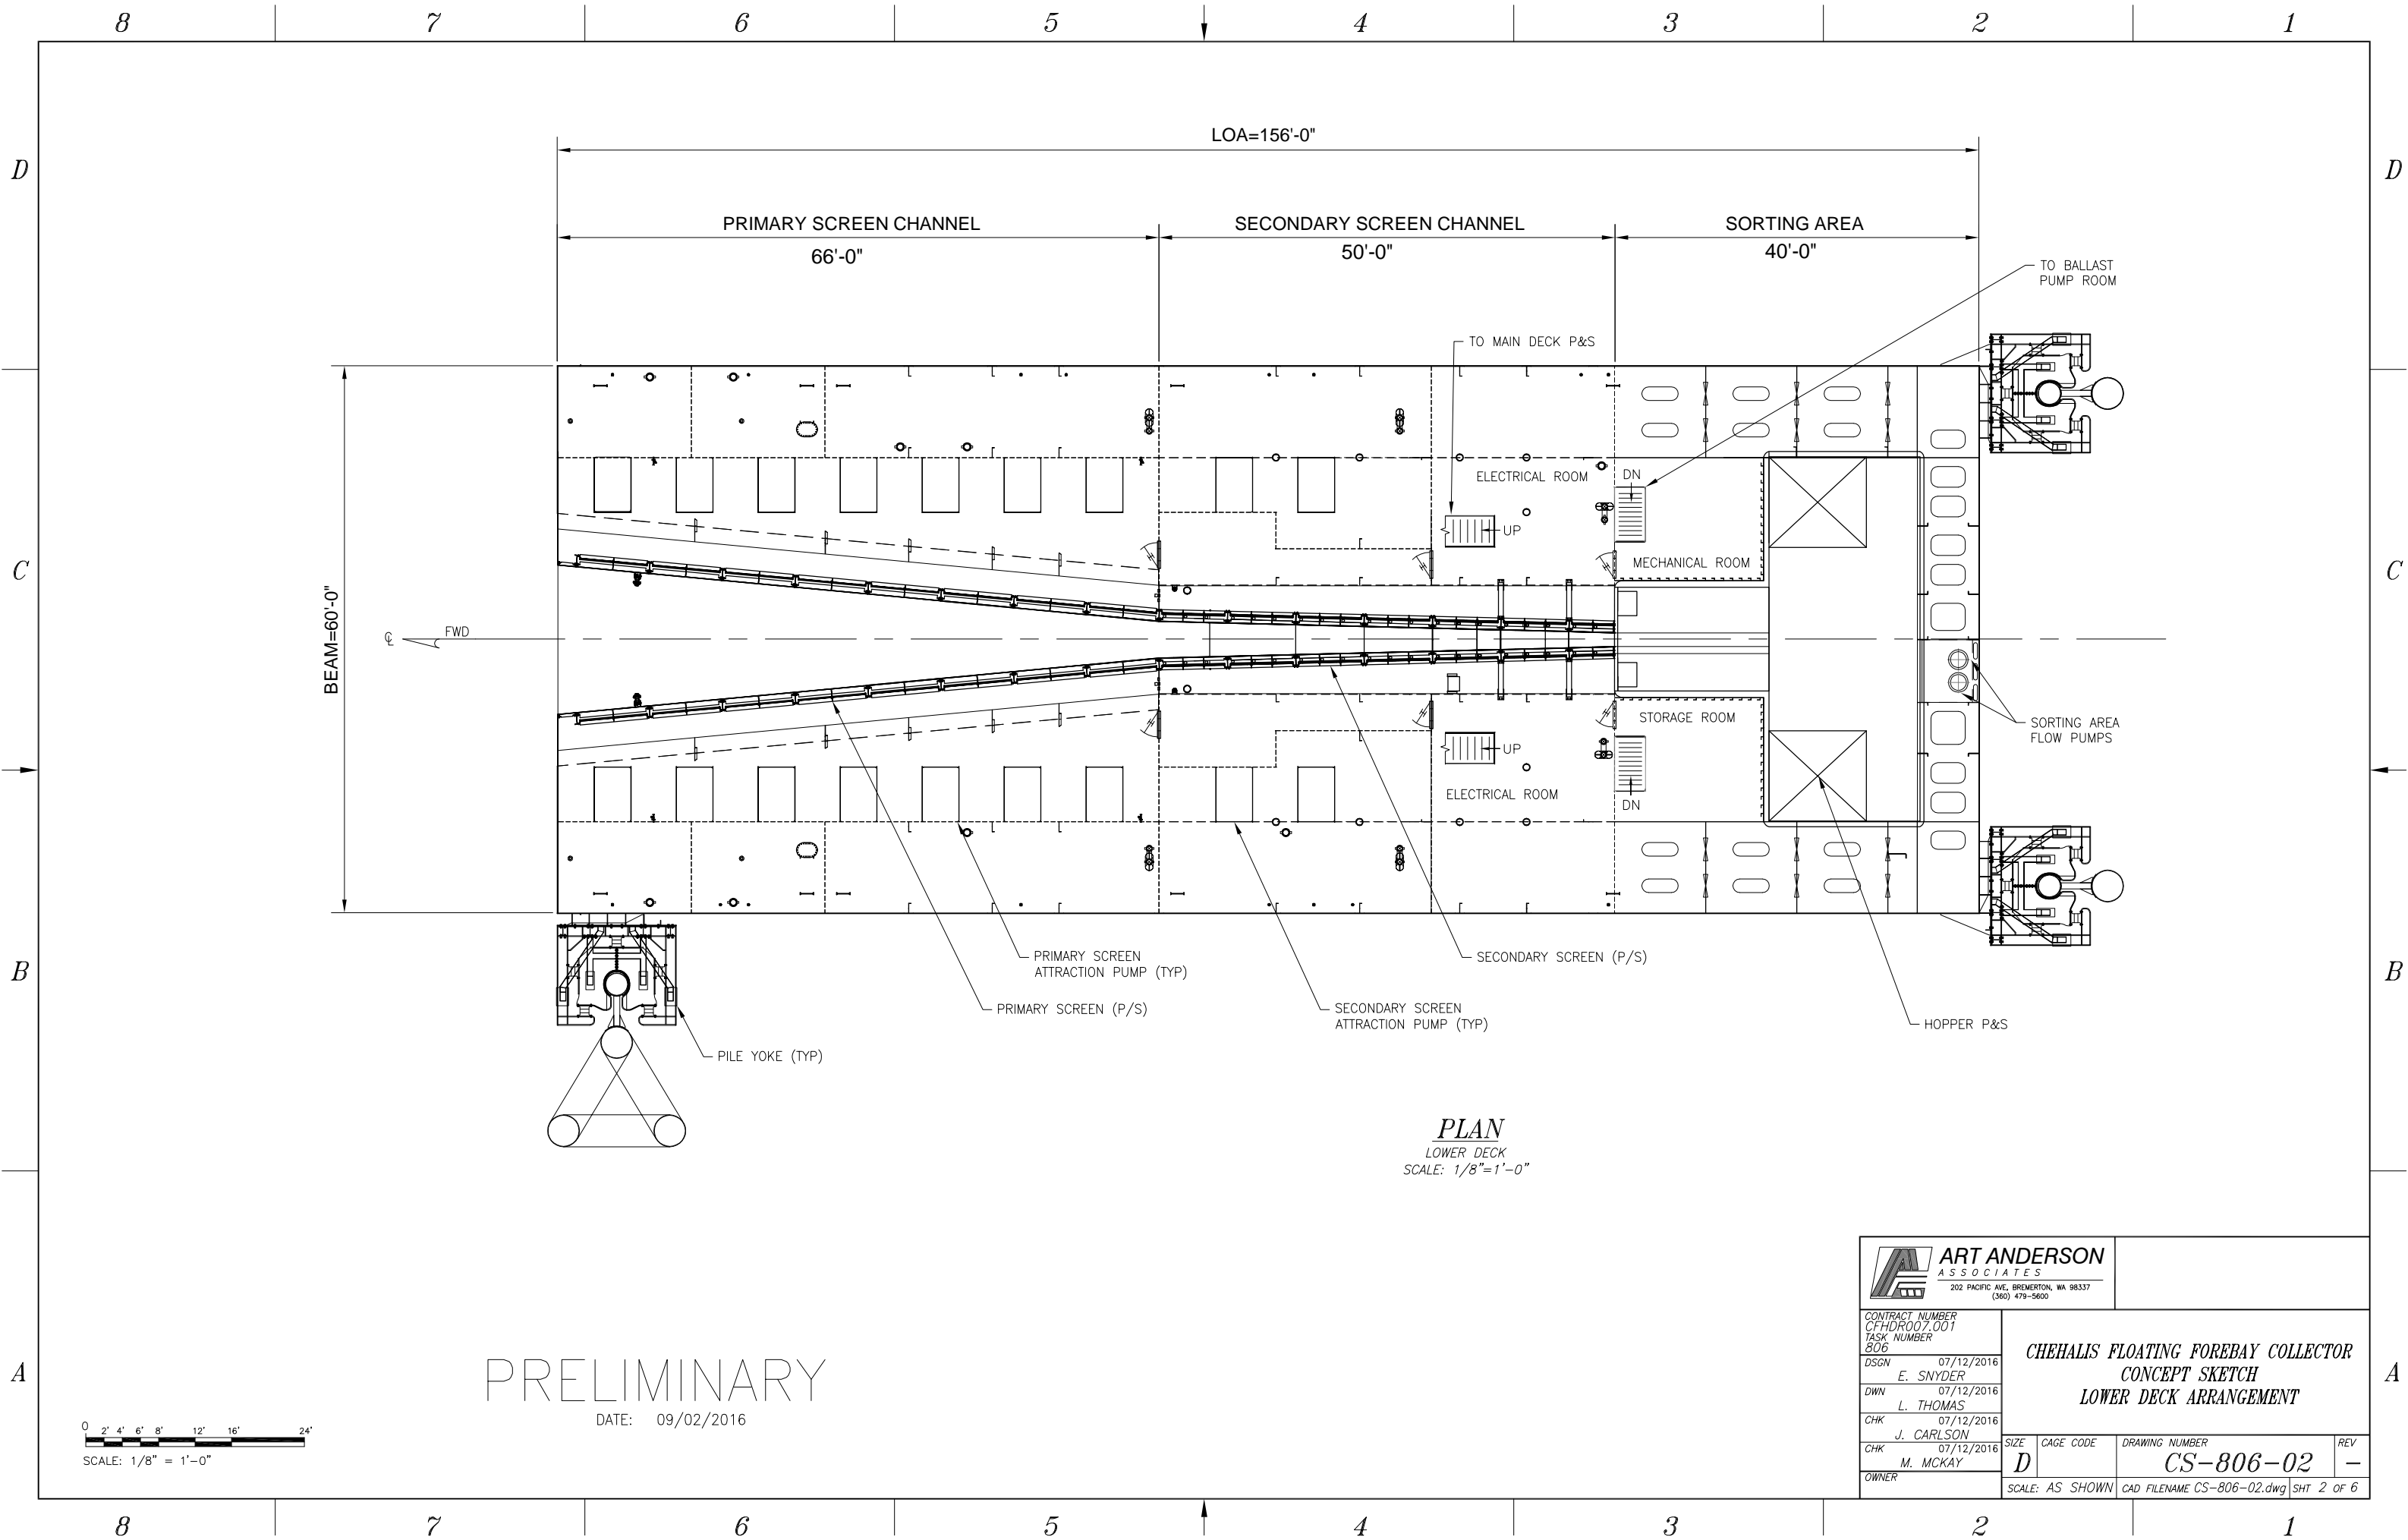 8 7 6 5 4 3 2 1
D D
LOA=156'-0"
PRIMARY SCREEN CHANNEL SECONDARY SCREEN CHANNEL SORTING AREA
66'-0" 50'-0" 40'-0"
TO BALLAST
PUMP ROOM
TO MAIN DECK P&S
ELECTRICAL ROOM
DN
UP
MECHANICAL ROOM
C C
BEAM=60'-0"
℄ FWD
STORAGE ROOM
SORTING AREA
FLOW PUMPS
UP
ELECTRICAL ROOM
DN
PRIMARY SCREEN
ATTRACTION PUMP (TYP)
SECONDARY SCREEN (P/S)
B B
PRIMARY SCREEN (P/S)
SECONDARY SCREEN
ATTRACTION PUMP (TYP)
HOPPER P&S
PILE YOKE (TYP)
PLAN
LOWER DECK
SCALE: 1/8"=1'-0"
ART ANDERSON
ASSOCIATES
202 PACIFIC AVE, BREMERTON, WA 98337
(360) 479-5600
CONTRACT NUMBER
CFHDR007.001
TASK NUMBER
806
DSGN 07/12/2016
E. SNYDER
DWN 07/12/2016
L. THOMAS
CHK 07/12/2016
J. CARLSON
CHK 07/12/2016
M. MCKAY
OWNER
CHEHALIS FLOATING FOREBAY COLLECTOR
CONCEPT SKETCH
LOWER DECK ARRANGEMENT
SIZE CAGE CODE DRAWING NUMBER REV
D CS-806-02 -
SCALE: AS SHOWN CAD FILENAME CS-806-02.dwg SHT 2 OF 6
A A
PRELIMINARY
DATE: 09/02/2016
0 2' 4' 6' 8' 12' 16' 24'
SCALE: 1/8" = 1'-0"
8 7 6 5 4 3 2 1